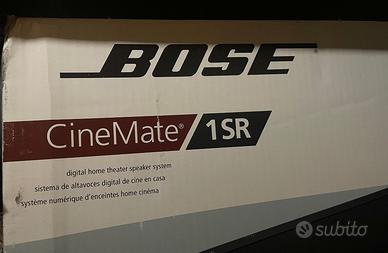 BOSE
CineMate® 1SR
digital home theater speaker system
sistema de altavoces digital de cine en casa
système numérique d'enceintes home cinéma
subito